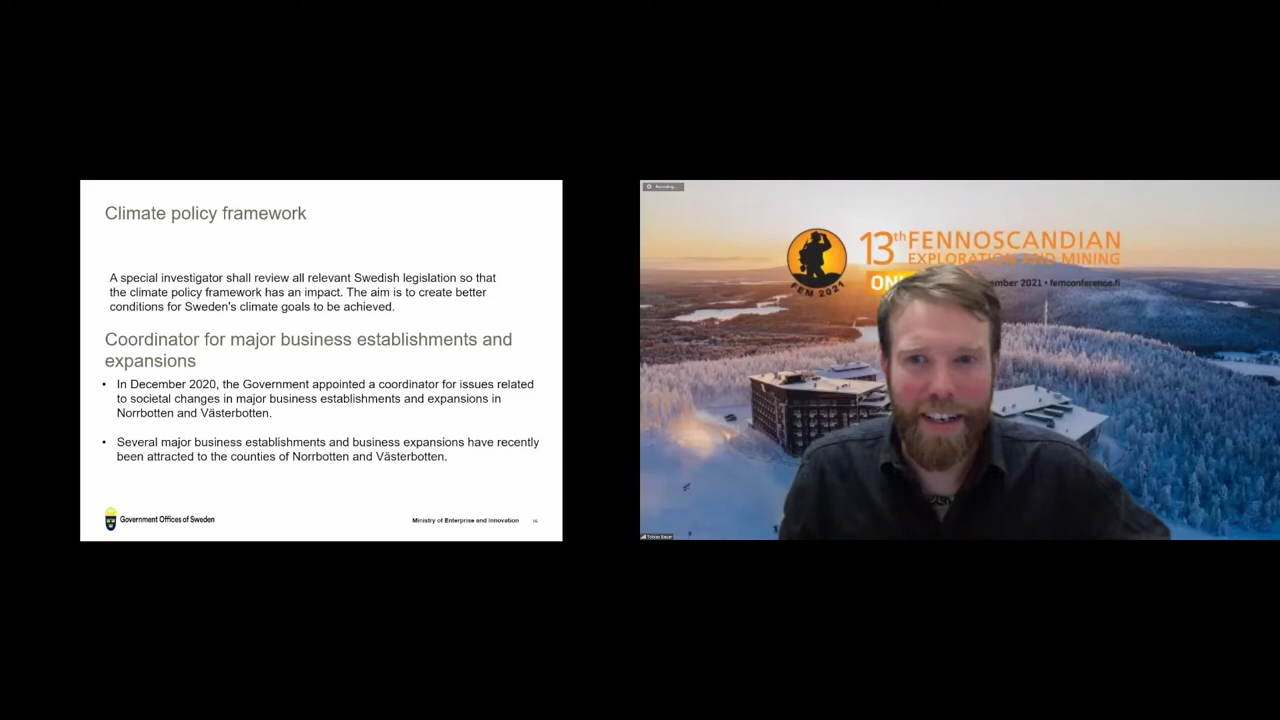 Climate policy framework
A special investigator shall review all relevant Swedish legislation so that
the climate policy framework has an impact. The aim is to create better
conditions for Sweden's climate goals to be achieved.
Coordinator for major business establishments and
expansions
• In December 2020, the Government appointed a coordinator for issues related
to societal changes in major business establishments and expansions in
Norrbotten and Västerbotten.
• Several major business establishments and business expansions have recently
been attracted to the counties of Norrbotten and Västerbotten.
Government Offices of Sweden
Ministry of Enterprise and Innovation
Recording...
13th FENNOSCANDIAN
EXPLORATION AND MINING
FEM 2021
2021 • femconference.fi
Tobias Bauer